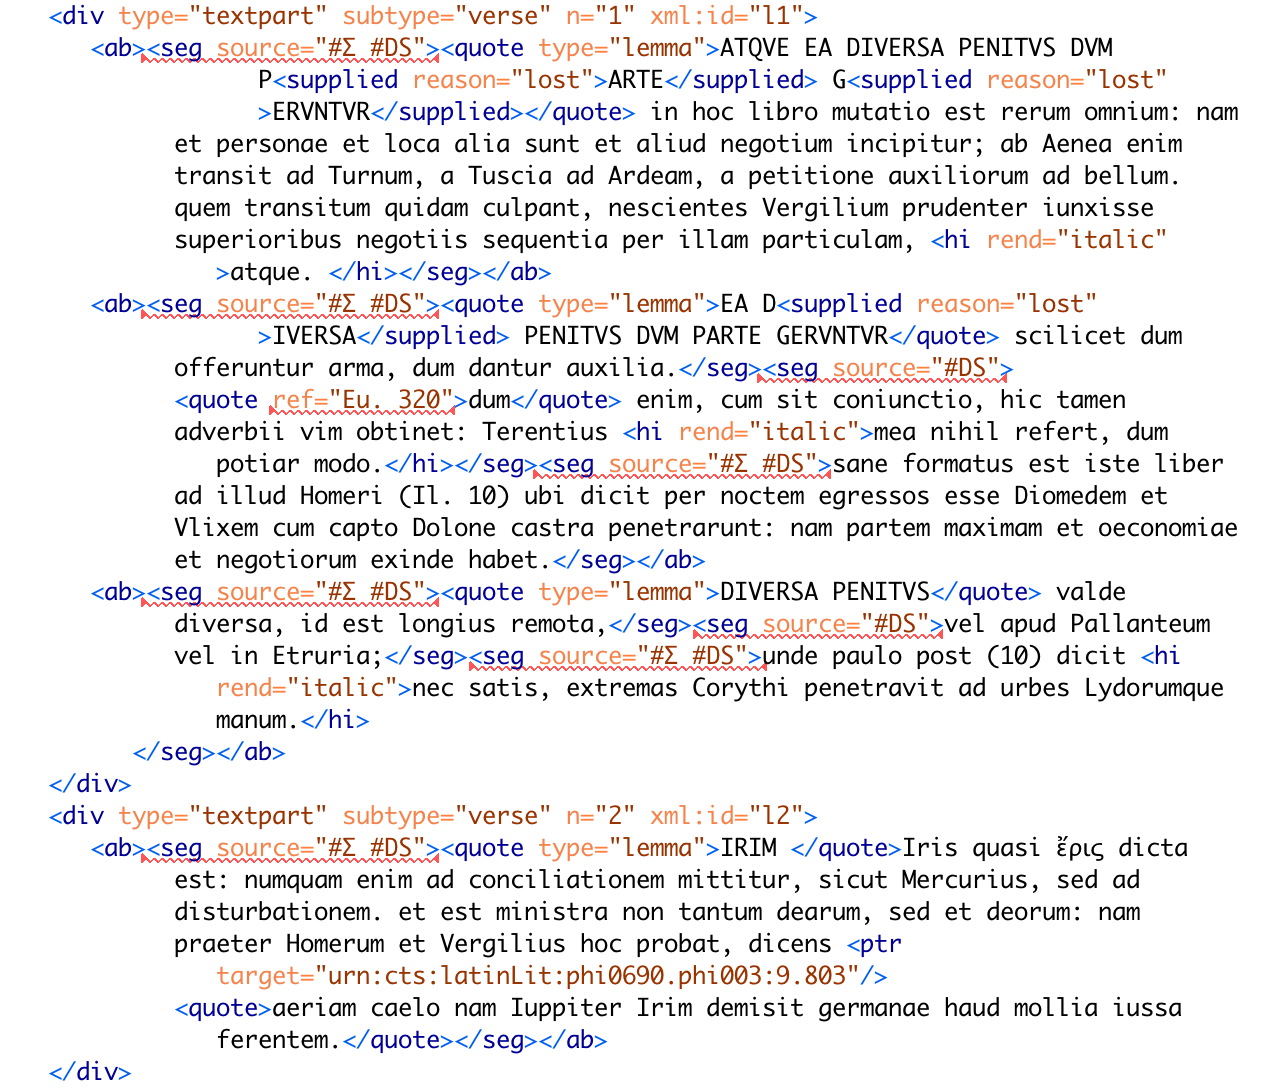 <div type="textpart" subtype="verse" n="1" xml:id="l1">
<ab><seg source="#Σ #DS"><quote type="lemma">ATQVE EA DIVERSA PENITVS DVM
P<supplied reason="lost">ARTE</supplied> G<supplied reason="lost"
>ERVNTVR</supplied></quote> in hoc libro mutatio est rerum omnium: nam
et personae et loca alia sunt et aliud negotium incipitur; ab Aenea enim
transit ad Turnum, a Tuscia ad Ardeam, a petitione auxiliorum ad bellum.
quem transitum quidam culpant, nescientes Vergilium prudenter iunxisse
superioribus negotiis sequentia per illam particulam, <hi rend="italic"
>atque. </hi></seg></ab>
<ab><seg source="#Σ #DS"><quote type="lemma">EA D<supplied reason="lost"
>IVERSA</supplied> PENITVS DVM PARTE GERVNTVR</quote> scilicet dum
offeruntur arma, dum dantur auxilia.</seg><seg source="#DS">
<quote ref="Eu. 320">dum</quote> enim, cum sit coniunctio, hic tamen
adverbii vim obtinet: Terentius <hi rend="italic">mea nihil refert, dum
potiar modo.</hi></seg><seg source="#Σ #DS">sane formatus est iste liber
ad illud Homeri (Il. 10) ubi dicit per noctem egressos esse Diomedem et
Vlixem cum capto Dolone castra penetrarunt: nam partem maximam et oeconomiae
et negotiorum exinde habet.</seg></ab>
<ab><seg source="#Σ #DS"><quote type="lemma">DIVERSA PENITVS</quote> valde
diversa, id est longius remota,</seg><seg source="#DS">vel apud Pallanteum
vel in Etruria;</seg><seg source="#Σ #DS">unde paulo post (10) dicit <hi
rend="italic">nec satis, extremas Corythi penetravit ad urbes Lydorumque
manum.</hi>
</seg></ab>
</div>
<div type="textpart" subtype="verse" n="2" xml:id="l2">
<ab><seg source="#Σ #DS"><quote type="lemma">IRIM </quote>Iris quasi ἔρις dicta
est: numquam enim ad conciliationem mittitur, sicut Mercurius, sed ad
disturbationem. et est ministra non tantum dearum, sed et deorum: nam
praeter Homerum et Vergilius hoc probat, dicens <ptr
target="urn:cts:latinLit:phi0690.phi003:9.803"/>
<quote>aeriam caelo nam Iuppiter Irim demisit germanae haud mollia iussa
ferentem.</quote></seg></ab>
</div>